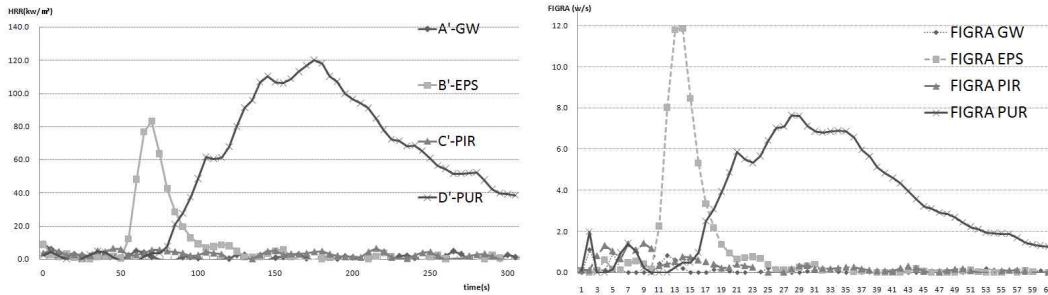 HRR(kw/㎡)
140.0
120.0
100.0
80.0
60.0
40.0
20.0
0.0
0
50
100
150
200
250
300
time(s)
A'-GW
B'-EPS
C'-PIR
D'-PUR
FIGRA (w/s)
12.0
10.0
8.0
6.0
4.0
2.0
0.0
1 3 5 7 9 11 13 15 17 19 21 23 25 27 29 31 33 35 37 39 41 43 45 47 49 51 53 55 57 59 6
FIGRA GW
FIGRA EPS
FIGRA PIR
FIGRA PUR